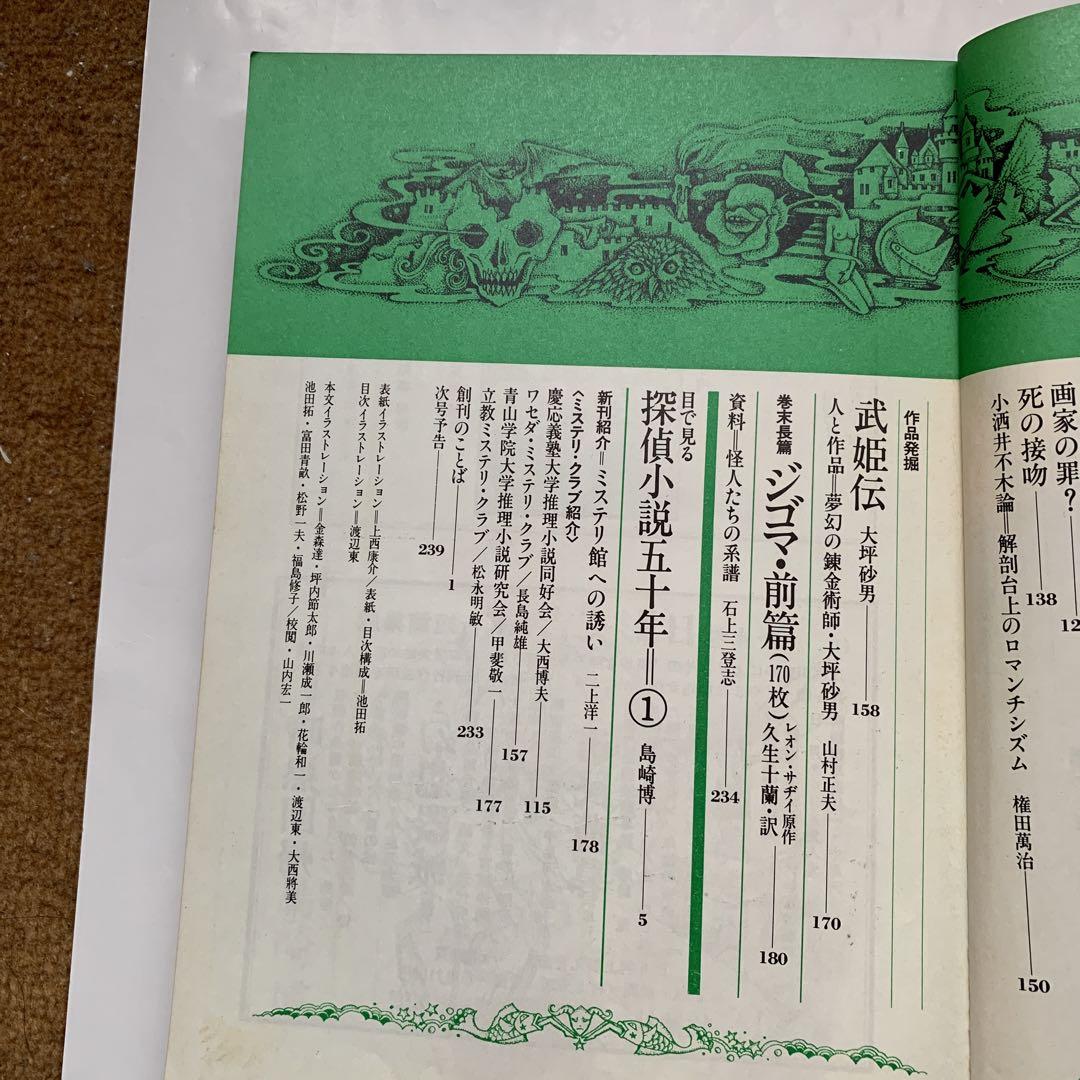 画家の罪?
12
死の接吻
138
小酒井不木論=解剖台上のロマンチシズム 権田萬治
150
作品発掘
武姫伝 大坪砂男
158
人と作品=夢幻の錬金術師・大坪砂男 山村正夫
170
巻末長篇 ジゴマ・前篇(170枚) レオン・サヂイ原作
久生十蘭・訳
180
資料=怪人たちの系譜 石上三登志
234
目で見る
探偵小説五十年=① 島崎博
5
新刊紹介=ミステリ館への誘い 二上洋一
178
〈ミステリ・クラブ紹介〉
慶応義塾大学推理小説同好会/大西博夫
115
ワセダ・ミステリ・クラブ/長島純雄
157
青山学院大学推理小説研究会/甲斐敬一
177
立教ミステリ・クラブ/松永明敏
233
創刊のことば
1
次号予告
239
表紙イラストレーション=上西康介/表紙・目次構成=池田拓
目次イラストレーション=渡辺東
本文イラストレーション=金森達・坪内節太郎・川瀬成一郎・花輪和一・渡辺東・大西將美
池田拓・富田青畝・松野一夫・福島修子/校閲・山内宏一